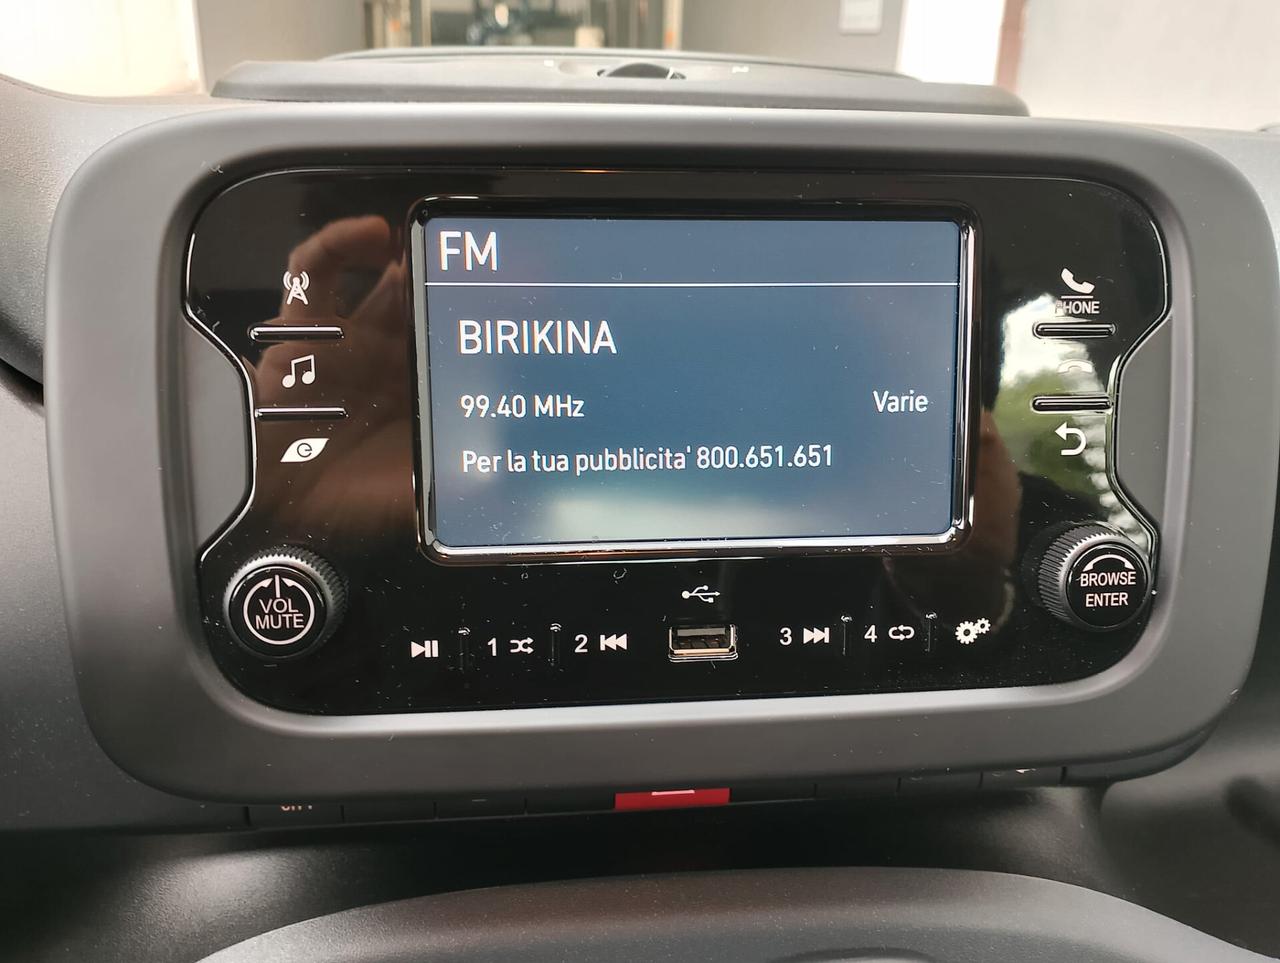 FM
BIRIKINA
99.40 MHz Varie
Per la tua pubblicita' 800.651.651
PHONE
VOL
MUTE
BROWSE
ENTER
1 2 3 4